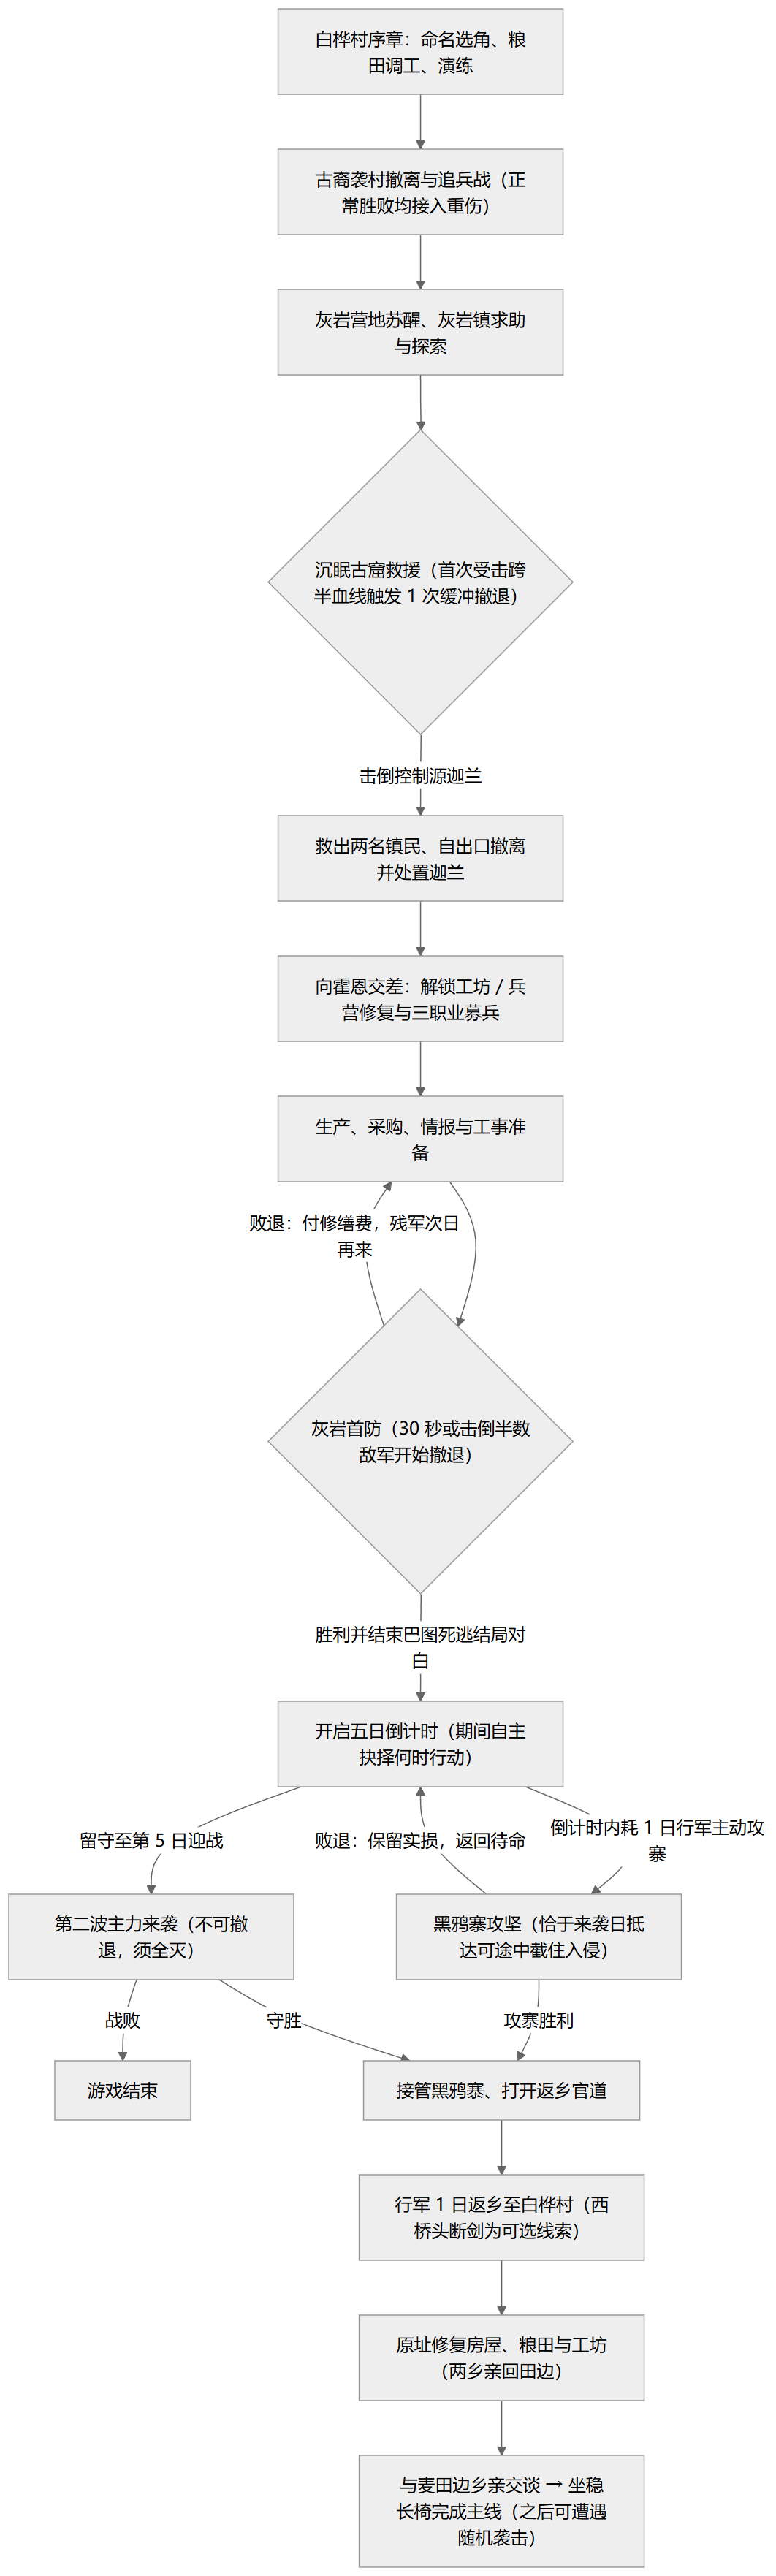 白桦村序章：命名选角、粮
田调工、演练
古裔袭村撤离与追兵战（正
常胜败均接入重伤）
灰岩营地苏醒、灰岩镇求助
与探索
沉眠古窟救援（首次受击跨
半血线触发 1 次缓冲撤退）
击倒控制源迦兰
救出两名镇民、自出口撤离
并处置迦兰
向霍恩交差：解锁工坊 / 兵
营修复与三职业募兵
生产、采购、情报与工事准
备
败退：付修缮费，残军次日
再来
灰岩首防（30 秒或击倒半数
敌军开始撤退）
胜利并结束巴图死逃结局对
白
开启五日倒计时（期间自主
抉择何时行动）
留守至第 5 日迎战
败退：保留实损，返回待命
倒计时内耗 1 日行军主动攻
寨
第二波主力来袭（不可撤
退，须全灭）
黑鸦寨攻坚（恰于来袭日抵
达可途中截住入侵）
战败
守胜
攻寨胜利
游戏结束
接管黑鸦寨、打开返乡官道
行军 1 日返乡至白桦村（西
桥头断剑为可选线索）
原址修复房屋、粮田与工坊
（两乡亲回田边）
与麦田边乡亲交谈 → 坐稳
长椅完成主线（之后可遭遇
随机袭击）